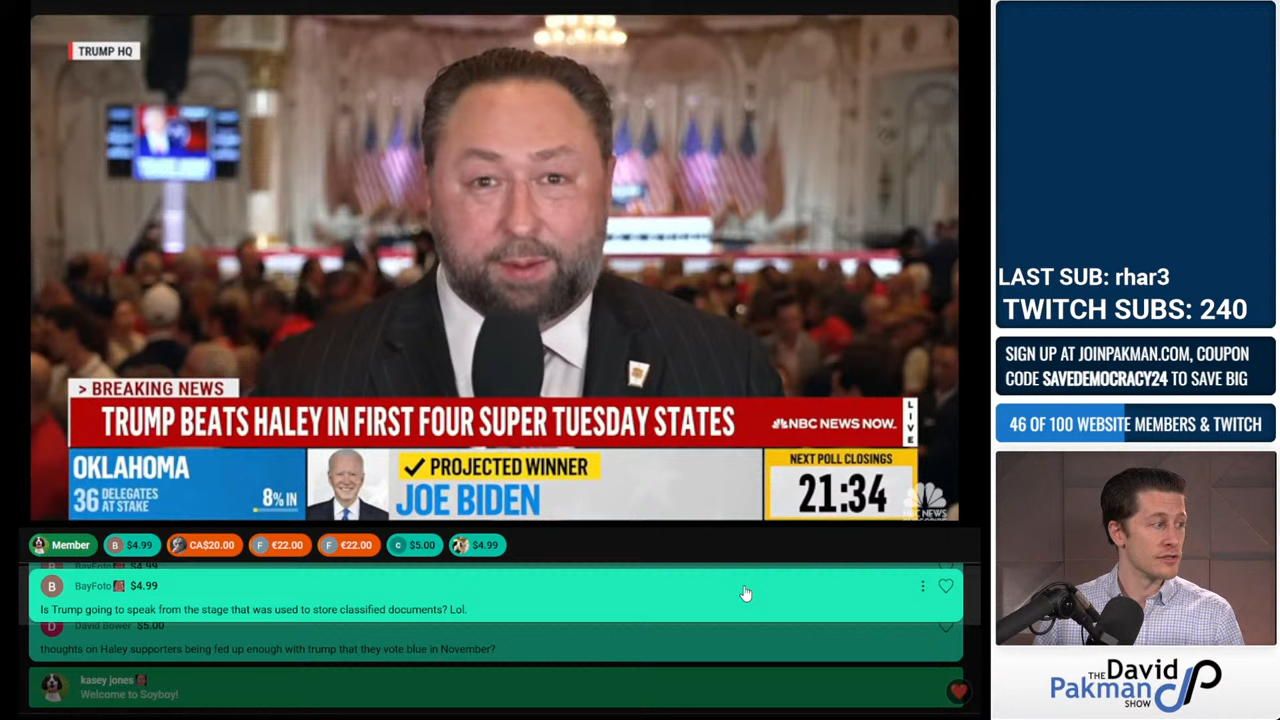 TRUMP HQ
> BREAKING NEWS
TRUMP BEATS HALEY IN FIRST FOUR SUPER TUESDAY STATES
NBC NEWS NOW.
LIVE
OKLAHOMA
36 DELEGATES AT STAKE
8% IN
PROJECTED WINNER
JOE BIDEN
NEXT POLL CLOSINGS
21:34
NBC NEWS
Member
B $4.99
CA$20.00
F €22.00
F €22.00
c $5.00
$4.99
BayFoto $4.99
B BayFoto $4.99
Is Trump going to speak from the stage that was used to store classified documents? Lol.
D David Bower $5.00
thoughts on Haley supporters being fed up enough with trump that they vote blue in November?
kasey jones
Welcome to Soyboy!
LAST SUB: rhar3
TWITCH SUBS: 240
SIGN UP AT JOINPAKMAN.COM, COUPON
CODE SAVEDEMOCRACY24 TO SAVE BIG
46 OF 100 WEBSITE MEMBERS & TWITCH
THE David
Pakman
SHOW